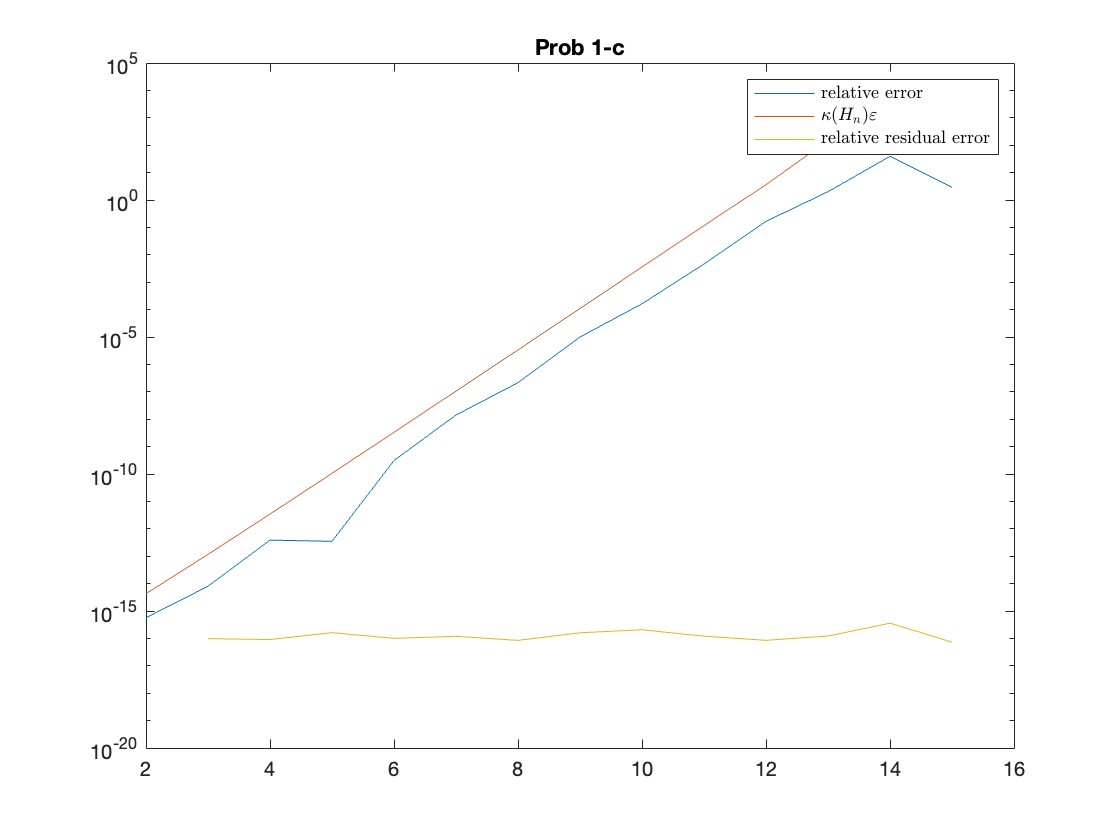 Prob 1-c
10^5
10^0
10^-5
10^-10
10^-15
10^-20
relative error
κ(H_n)ε
relative residual error
2 4 6 8 10 12 14 16